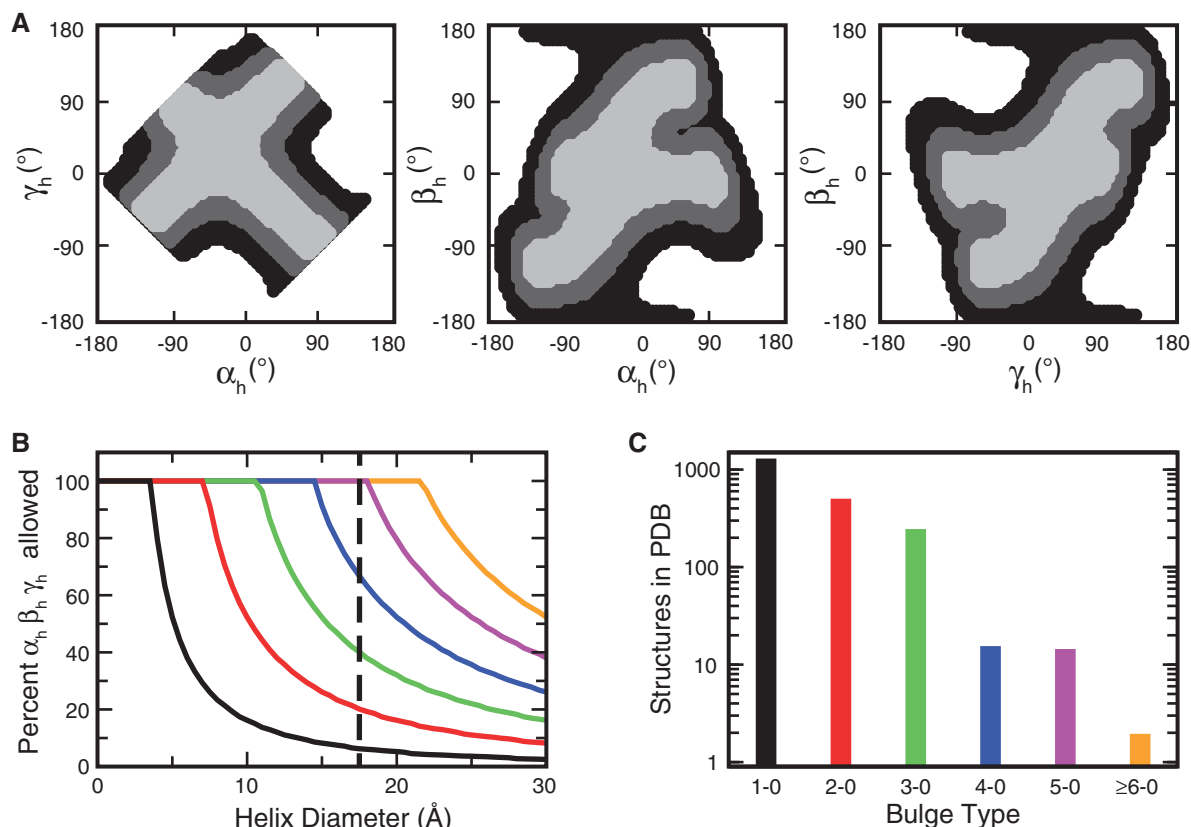 A
180
90
0
-90
-180
γh(°)
-180 -90 0 90 180
αh(°)
180
90
0
-90
-180
βh(°)
-180 -90 0 90 180
αh(°)
180
90
0
-90
-180
βh(°)
-180 -90 0 90 180
γh(°)
B
100
80
60
40
20
0
Percent αh βh γh allowed
0 10 20 30
Helix Diameter (Å)
C
1000
100
10
1
Structures in PDB
1-0 2-0 3-0 4-0 5-0 ≥6-0
Bulge Type